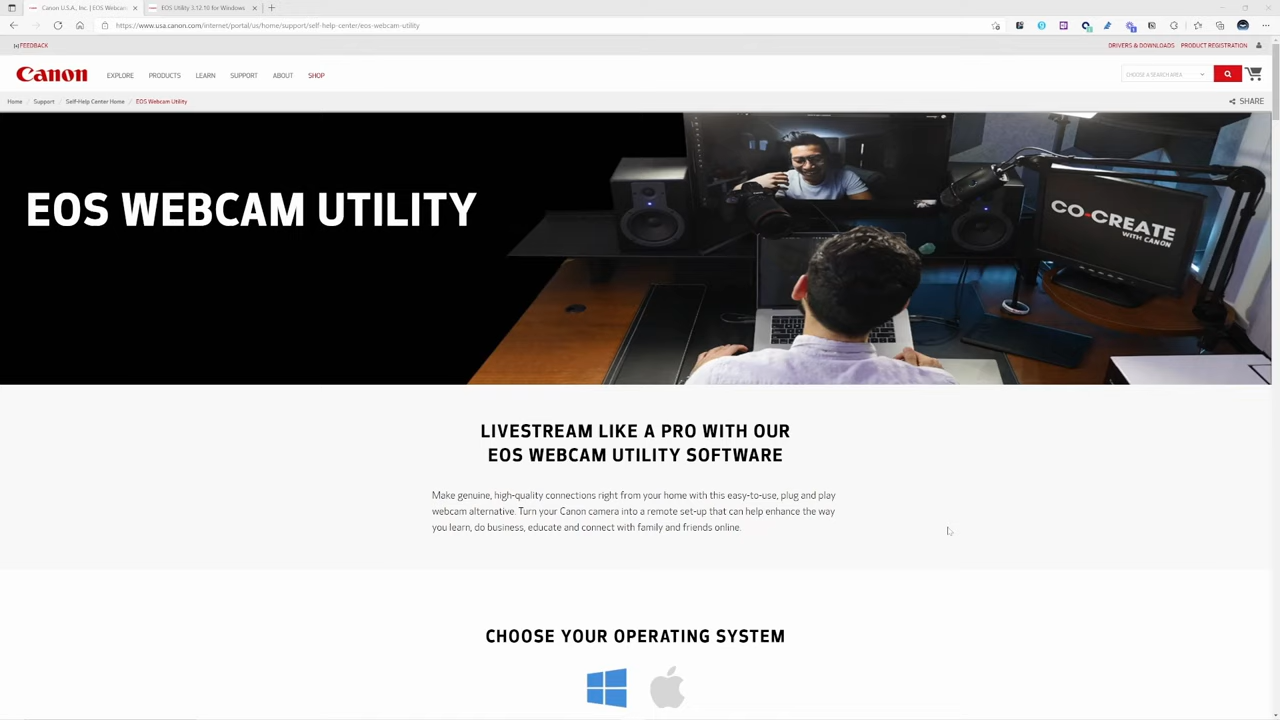 Canon U.S.A., Inc. | EOS Webcam
EOS Utility 3.12.10 for Windows
https://www.usa.canon.com/internet/portal/us/home/support/self-help-center/eos-webcam-utility
[+] FEEDBACK
DRIVERS & DOWNLOADS PRODUCT REGISTRATION
Canon EXPLORE PRODUCTS LEARN SUPPORT ABOUT SHOP
CHOOSE A SEARCH AREA
Home / Support / Self-Help Center Home / EOS Webcam Utility
SHARE
EOS WEBCAM UTILITY
CO-CREATE
WITH CANON
LIVESTREAM LIKE A PRO WITH OUR
EOS WEBCAM UTILITY SOFTWARE
Make genuine, high-quality connections right from your home with this easy-to-use, plug and play
webcam alternative. Turn your Canon camera into a remote set-up that can help enhance the way
you learn, do business, educate and connect with family and friends online.
CHOOSE YOUR OPERATING SYSTEM